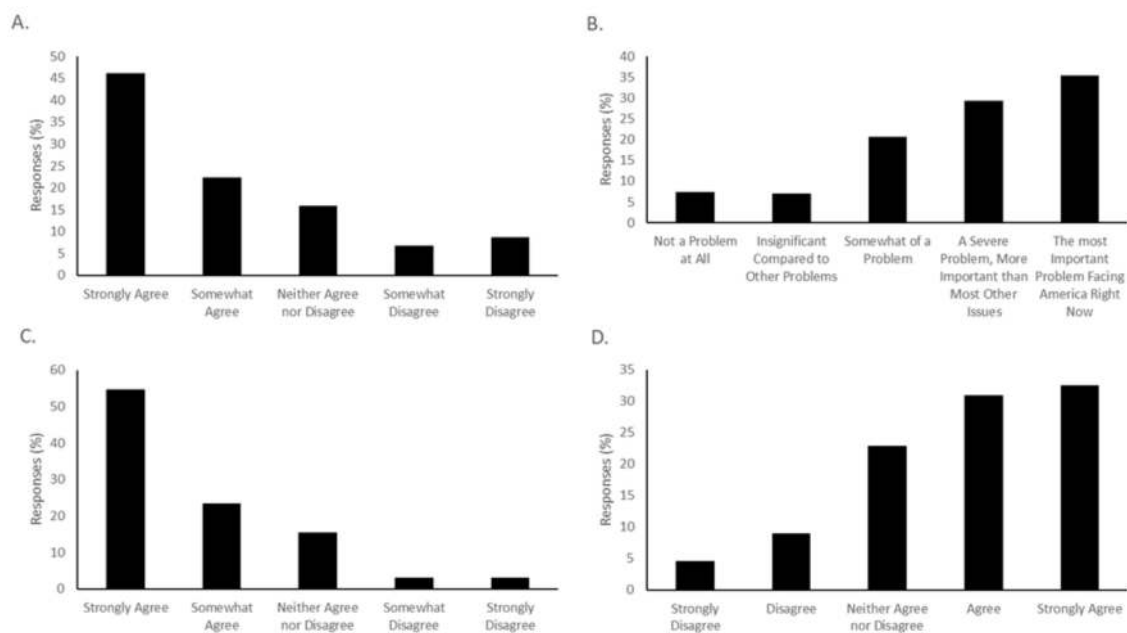 A.
50
45
40
35
30
25
20
15
10
5
0
Responses (%)
Strongly Agree
Somewhat
Agree
Neither Agree
nor Disagree
Somewhat
Disagree
Strongly
Disagree
B.
40
35
30
25
20
15
10
5
0
Responses (%)
Not a Problem
at All
Insignificant
Compared to
Other Problems
Somewhat of a
Problem
A Severe
Problem, More
Important than
Most Other
Issues
The most
Important
Problem Facing
America Right
Now
C.
60
50
40
30
20
10
0
Responses (%)
Strongly Agree
Somewhat
Agree
Neither Agree
nor Disagree
Somewhat
Disagree
Strongly
Disagree
D.
35
30
25
20
15
10
5
0
Responses (%)
Strongly
Disagree
Disagree
Neither Agree
nor Disagree
Agree
Strongly Agree